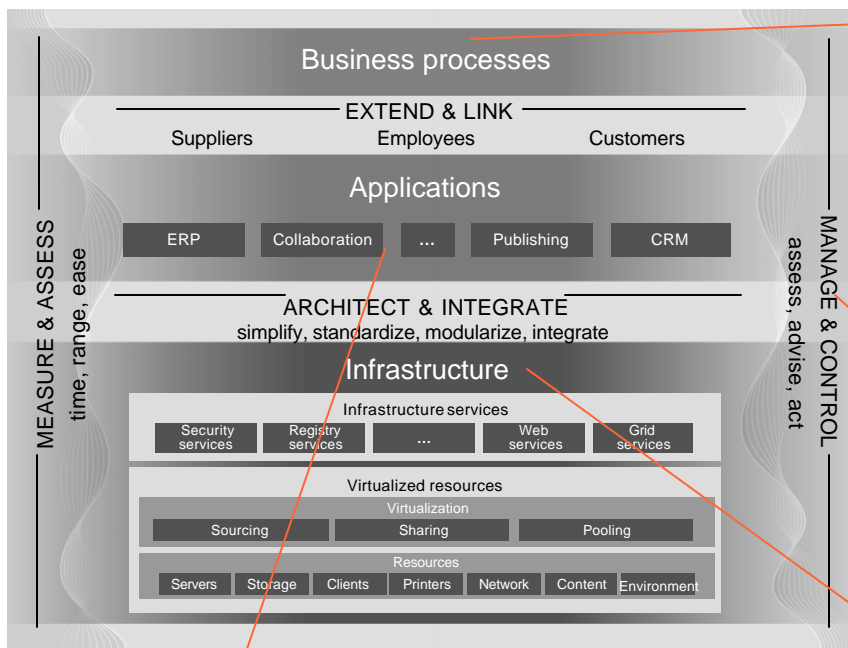 Business processes
EXTEND & LINK
Suppliers Employees Customers
Applications
ERP Collaboration ... Publishing CRM
ARCHITECT & INTEGRATE
simplify, standardize, modularize, integrate
Infrastructure
Infrastructure services
Security services Registry services ... Web services Grid services
Virtualized resources
Virtualization
Sourcing Sharing Pooling
Resources
Servers Storage Clients Printers Network Content Environment
MEASURE & ASSESS
time, range, ease
MANAGE & CONTROL
assess, advise, act